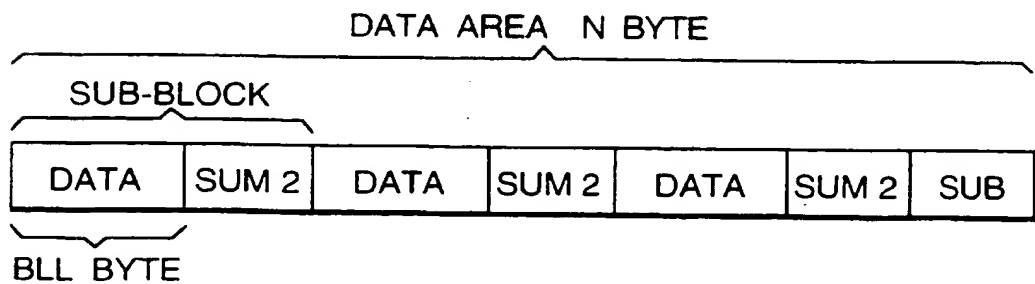 DATA AREA N BYTE
SUB-BLOCK
DATA SUM 2 DATA SUM 2 DATA SUM 2 SUB
BLL BYTE